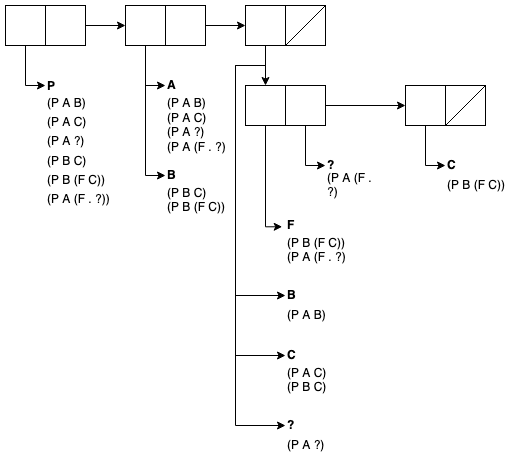 P
(P A B)
(P A C)
(P A ?)
(P B C)
(P B (F C))
(P A (F . ?))
A
(P A B)
(P A C)
(P A ?)
(P A (F . ?)
B
(P B C)
(P B (F C))
?
(P A (F .
?)
C
(P B (F C))
F
(P B (F C))
(P A (F . ?)
B
(P A B)
C
(P A C)
(P B C)
?
(P A ?)